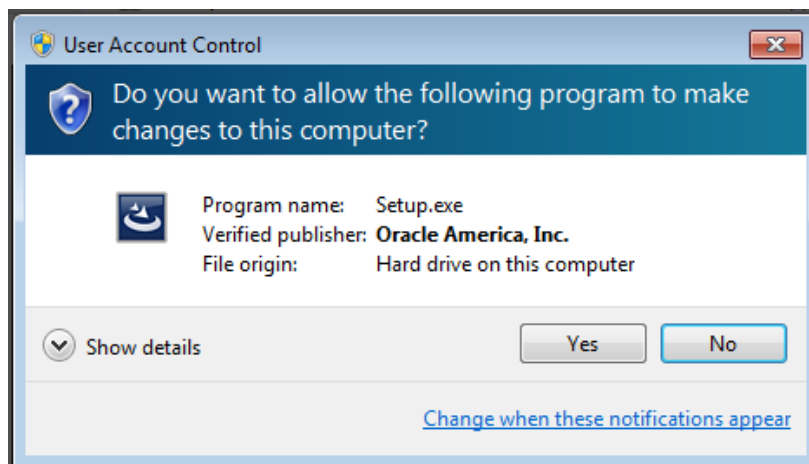 User Account Control
Do you want to allow the following program to make
changes to this computer?
Program name: Setup.exe
Verified publisher: Oracle America, Inc.
File origin: Hard drive on this computer
Show details
Yes
No
Change when these notifications appear